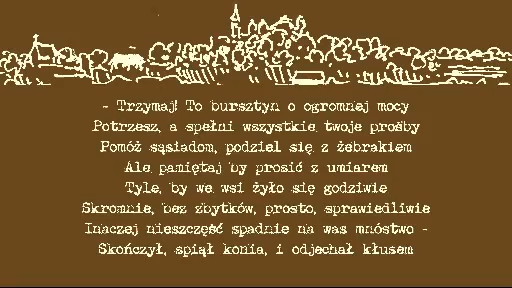 - Trzymaj! To bursztyn o ogromnej mocy
Potrzesz, a spełni wszystkie twoje prośby
Pomóż sąsiadom, podziel się z żebrakiem
Ale pamiętaj by prosić z umiarem
Tyle, by we wsi żyło się godziwie
Skromnie, bez zbytków, prosto, sprawiedliwie
Inaczej nieszczęść spadnie na was mnóstwo -
Skończył, spiął konia, i odjechał kłusem